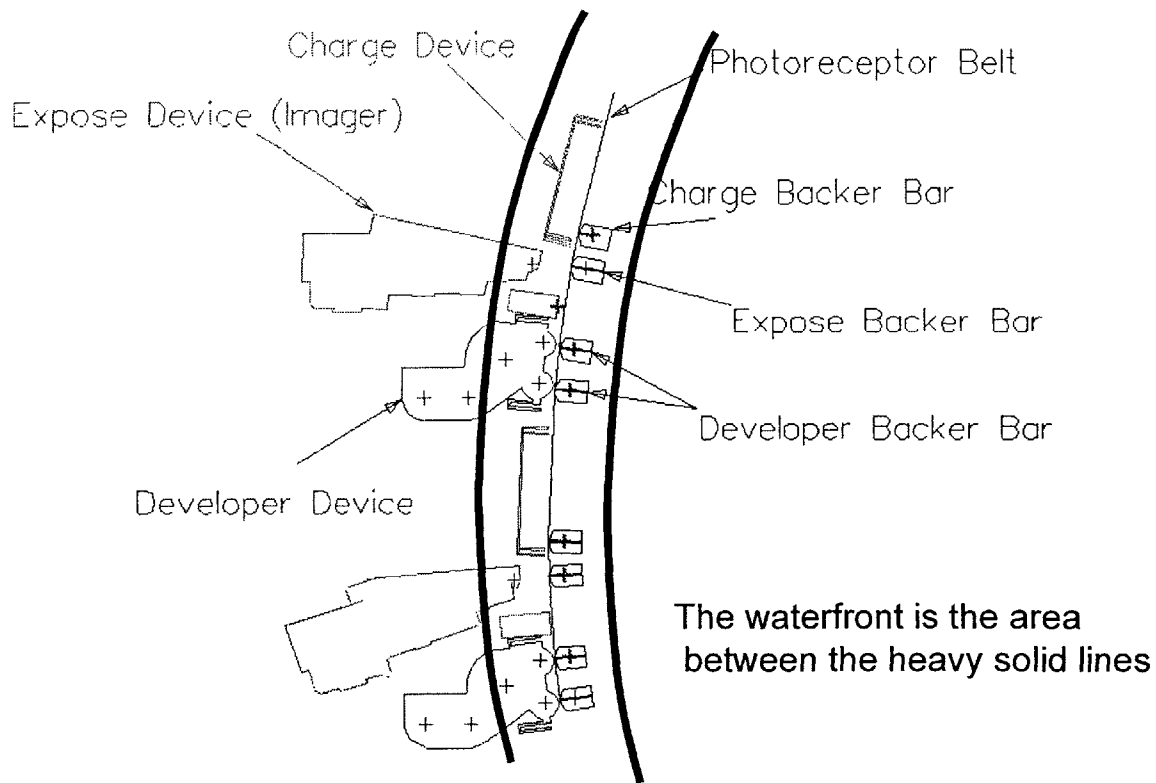 Charge Device
Photoreceptor Belt
Expose Device (Imager)
Charge Backer Bar
Expose Backer Bar
Developer Backer Bar
Developer Device
The waterfront is the area
between the heavy solid lines